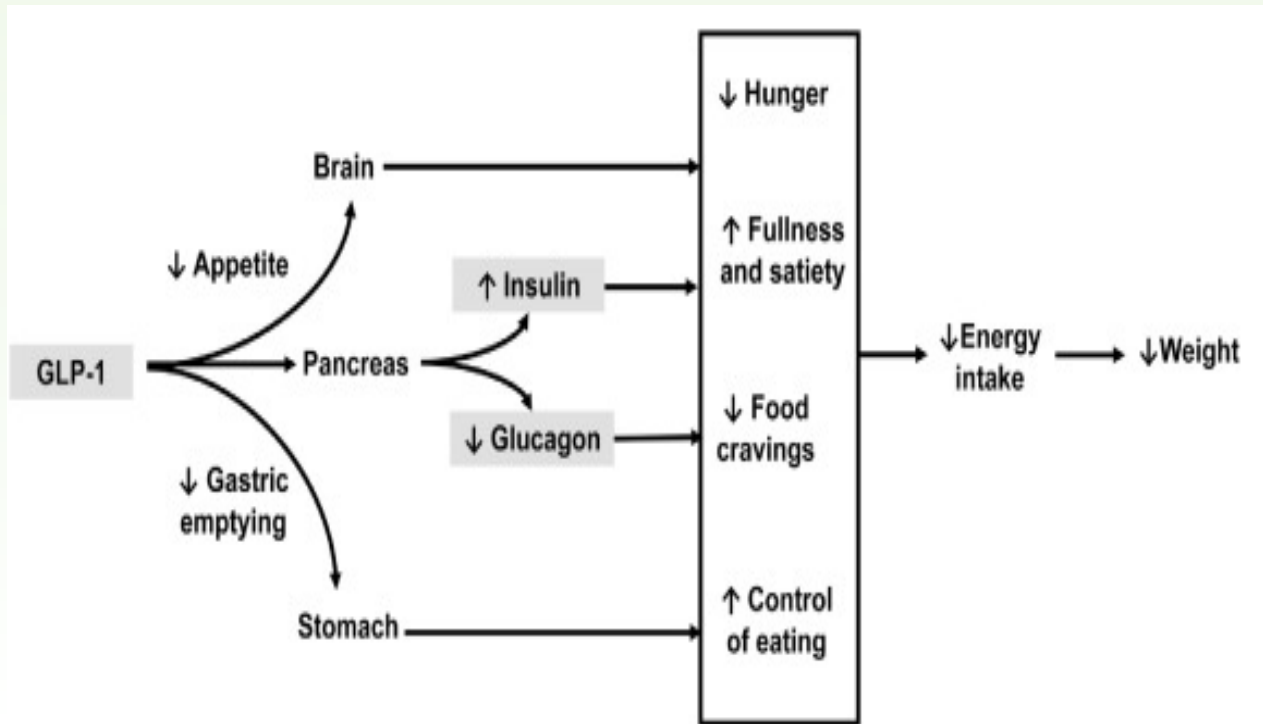 GLP-1
↓ Appetite
↓ Gastric
emptying
Brain
Pancreas
Stomach
↑ Insulin
↓ Glucagon
↓ Hunger
↑ Fullness
and satiety
↓ Food
cravings
↑ Control
of eating
↓Energy
intake
↓Weight